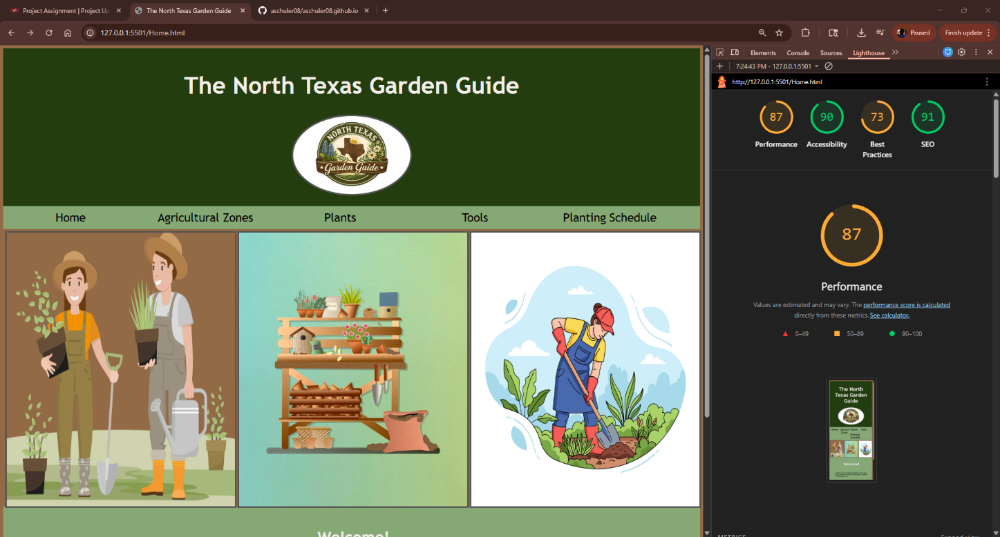 Project Assignment | Project Up
The North Texas Garden Guide
aschuler08/aschuler08.github.io
127.0.0.1:5501/Home.html
Paused
Finish update
Elements
Console
Sources
Lighthouse
7:24:43 PM - 127.0.0.1:5501
http://127.0.0.1:5501/Home.html
The North Texas Garden Guide
NORTH TEXAS
Garden Guide
Home
Agricultural Zones
Plants
Tools
Planting Schedule
Welcome!
87
90
73
91
Performance
Accessibility
Best
Practices
SEO
87
Performance
Values are estimated and may vary. The performance score is calculated
directly from these metrics. See calculator.
0–49
50–89
90–100
The North
Texas Garden
Guide
Home
Plants
Tools
Zones
Planting
Schedule
Welcome!
METRICS
Expand view